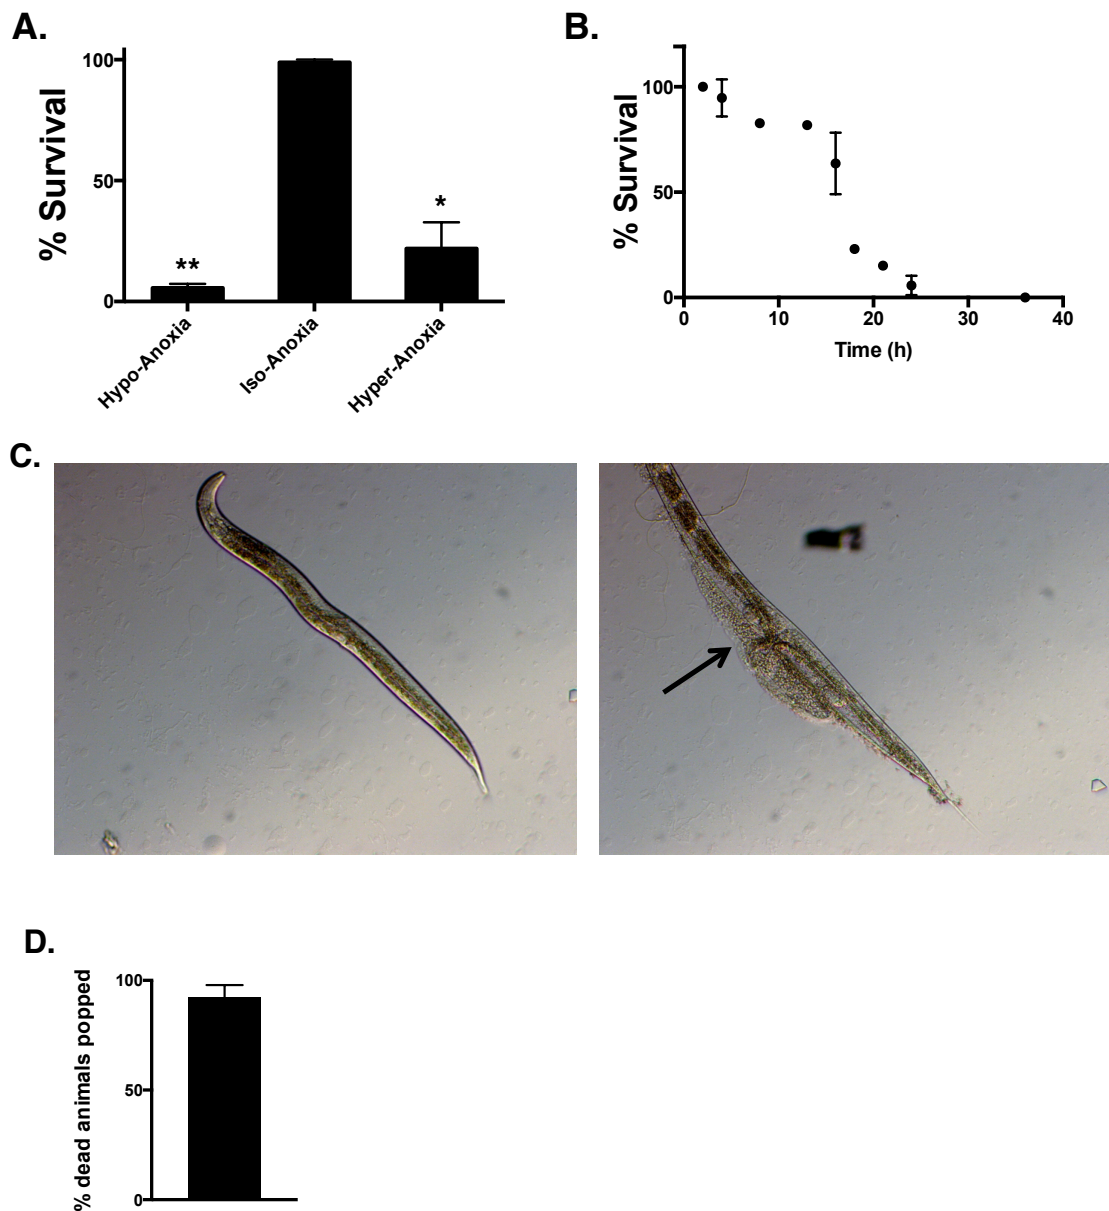 A.
% Survival
100
50
0
**
*
Hypo-Anoxia
Iso-Anoxia
Hyper-Anoxia
B.
% Survival
100
50
0
0
10
20
30
40
Time (h)
C.
D.
% dead animals popped
100
50
0